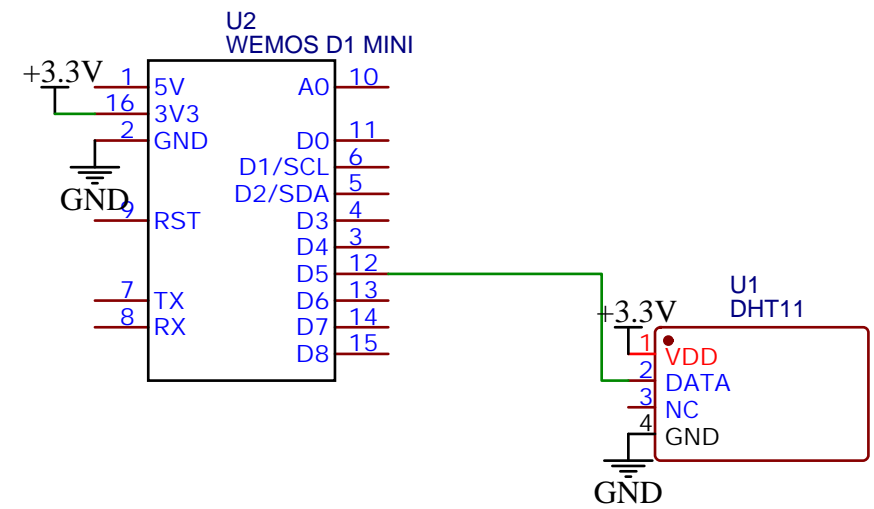 U2
WEMOS D1 MINI
+3.3V
1 5V
16 3V3
2 GND
GND
9 RST
7 TX
8 RX
A0 10
D0 11
D1/SCL 6
D2/SDA 5
D3 4
D4 3
D5 12
D6 13
D7 14
D8 15
U1
DHT11
+3.3V
1 VDD
2 DATA
3 NC
4 GND
GND